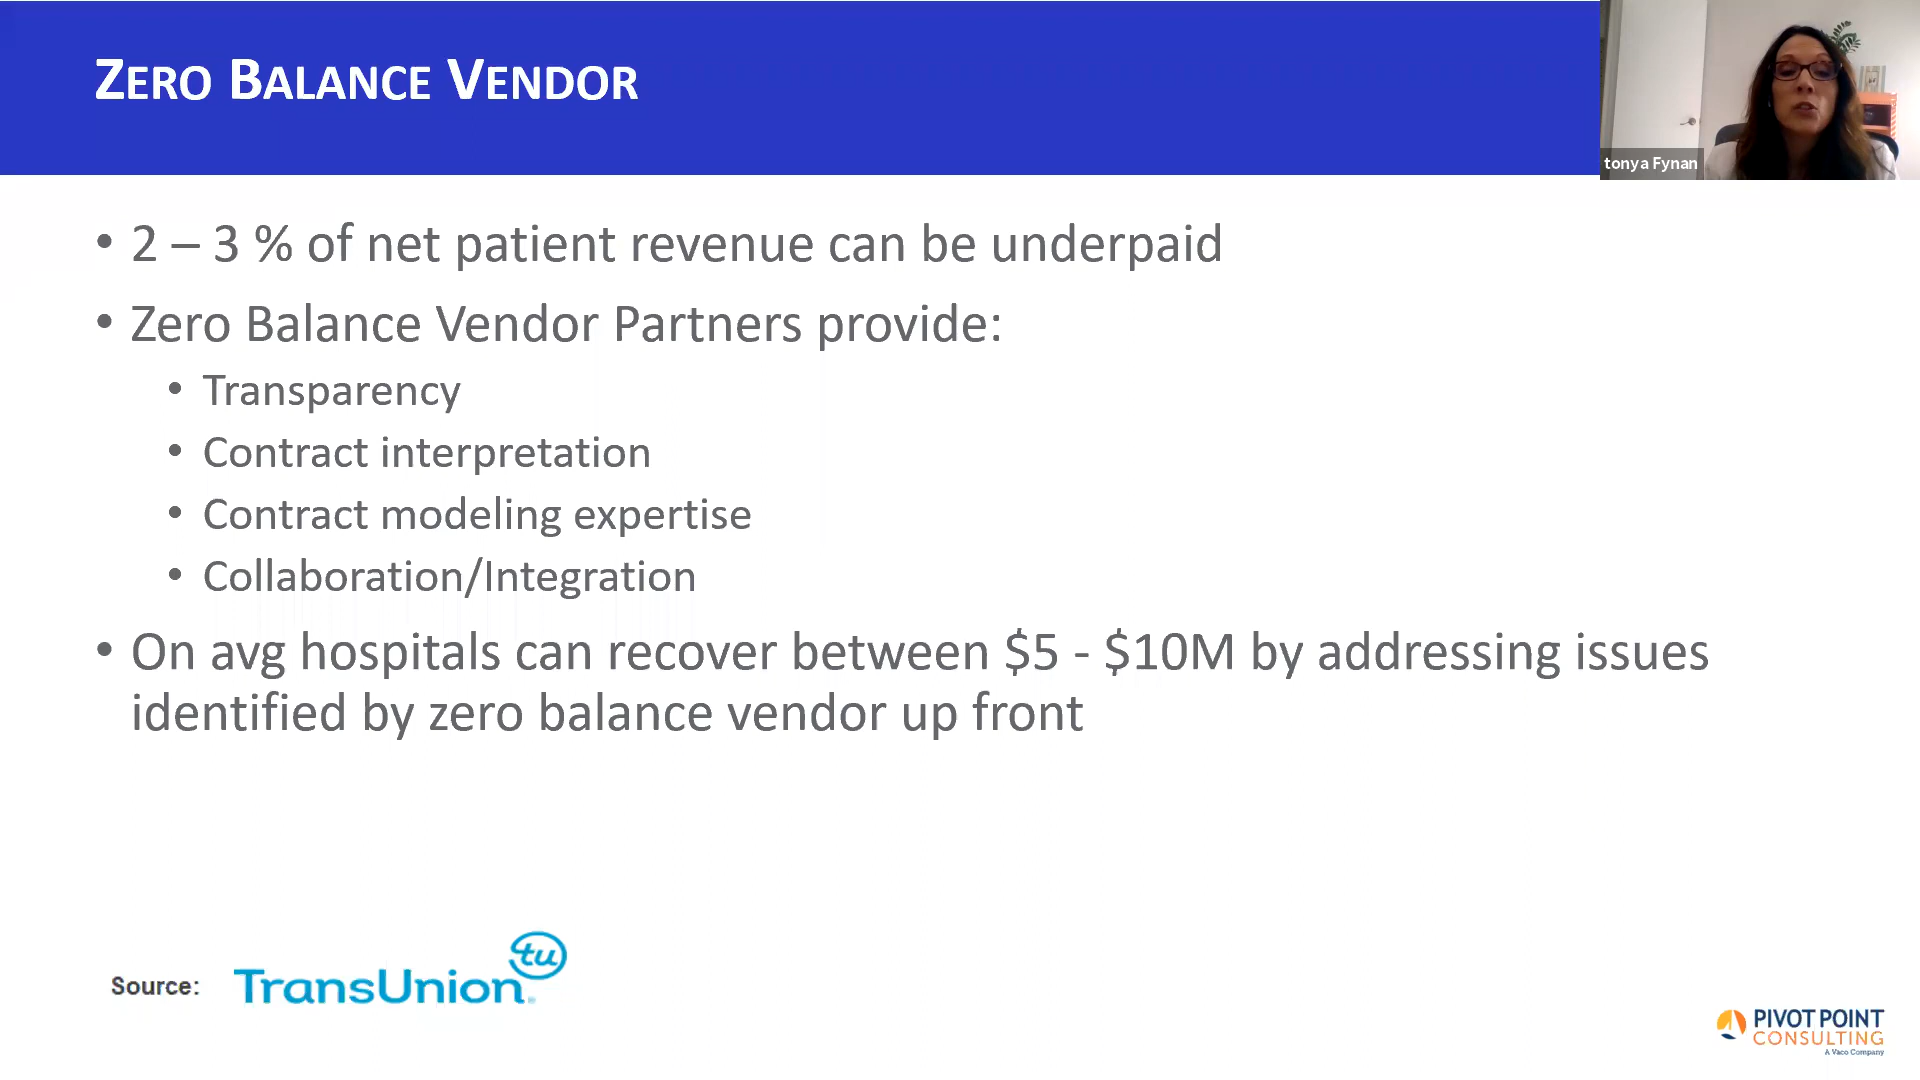 ZERO BALANCE VENDOR
tonya Fynan
• 2 – 3 % of net patient revenue can be underpaid
• Zero Balance Vendor Partners provide:
• Transparency
• Contract interpretation
• Contract modeling expertise
• Collaboration/Integration
• On avg hospitals can recover between $5 - $10M by addressing issues
identified by zero balance vendor up front
Source:
tu
TransUnion®
PIVOT POINT
CONSULTING
A Vaco Company